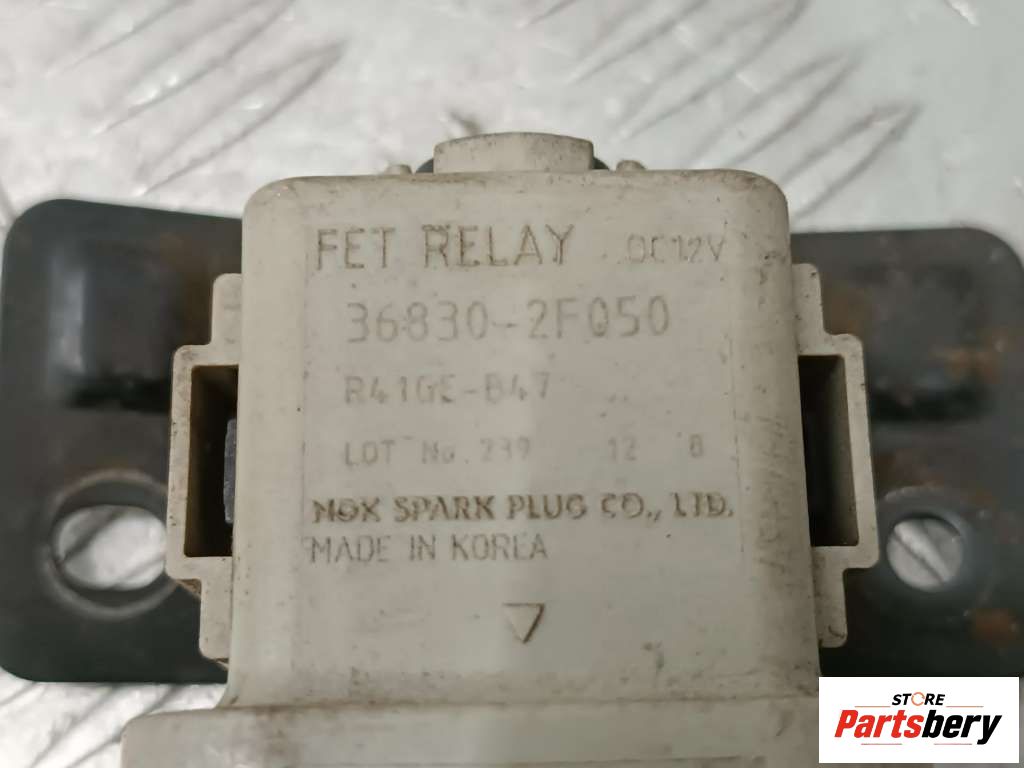 FET RELAY DC12V
36830-2F050
R41GE-B47
LOT No. 239 12 8
NGK SPARK PLUG CO., LTD.
MADE IN KOREA
STORE
Partsbery